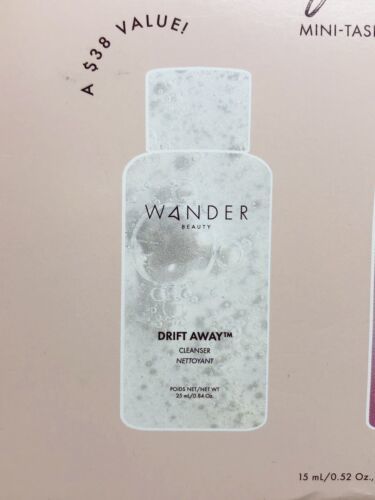 A $38 VALUE!
MINI-TAS
WANDER
BEAUTY
DRIFT AWAY™
CLEANSER
NETTOYANT
POIDS NET/NET WT
25 mL/0.84 Oz.
15 mL/0.52 Oz.,